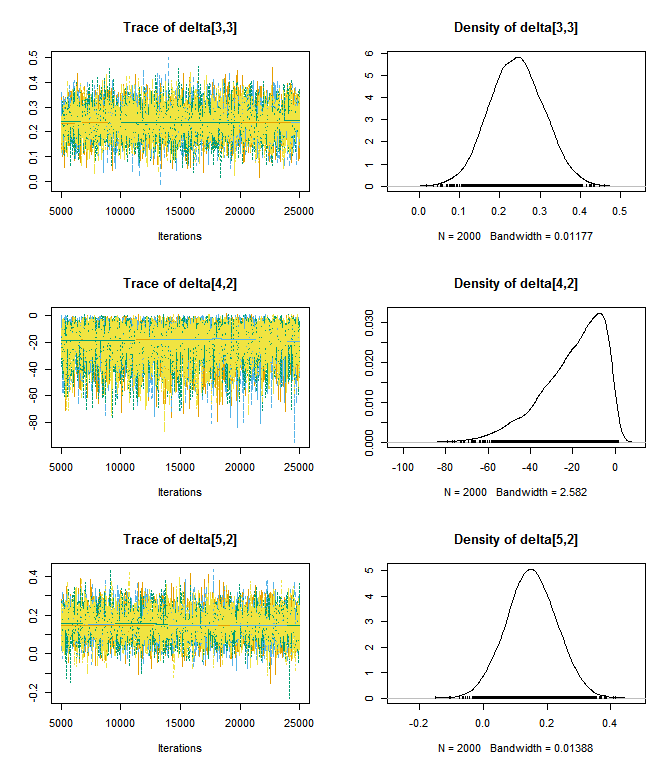 Trace of delta[3,3]
0.0 0.1 0.2 0.3 0.4 0.5
5000 10000 15000 20000 25000
Iterations
Density of delta[3,3]
0 1 2 3 4 5 6
0.0 0.1 0.2 0.3 0.4 0.5
N = 2000 Bandwidth = 0.01177
Trace of delta[4,2]
-80 -60 -40 -20 0
5000 10000 15000 20000 25000
Iterations
Density of delta[4,2]
0.000 0.010 0.020 0.030
-100 -80 -60 -40 -20 0
N = 2000 Bandwidth = 2.582
Trace of delta[5,2]
-0.2 0.0 0.2 0.4
5000 10000 15000 20000 25000
Iterations
Density of delta[5,2]
0 1 2 3 4 5
-0.2 0.0 0.2 0.4
N = 2000 Bandwidth = 0.01388